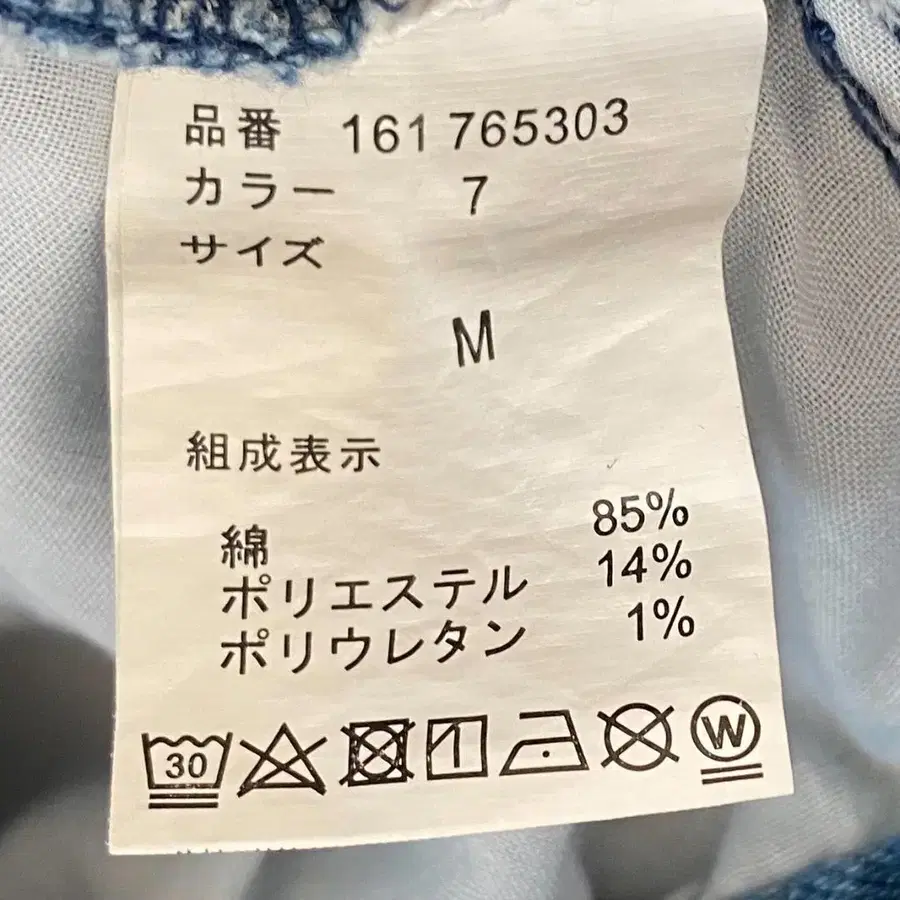 品番 161 765303
カラー 7
サイズ
M
組成表示
綿 85%
ポリエステル 14%
ポリウレタン 1%
30
W